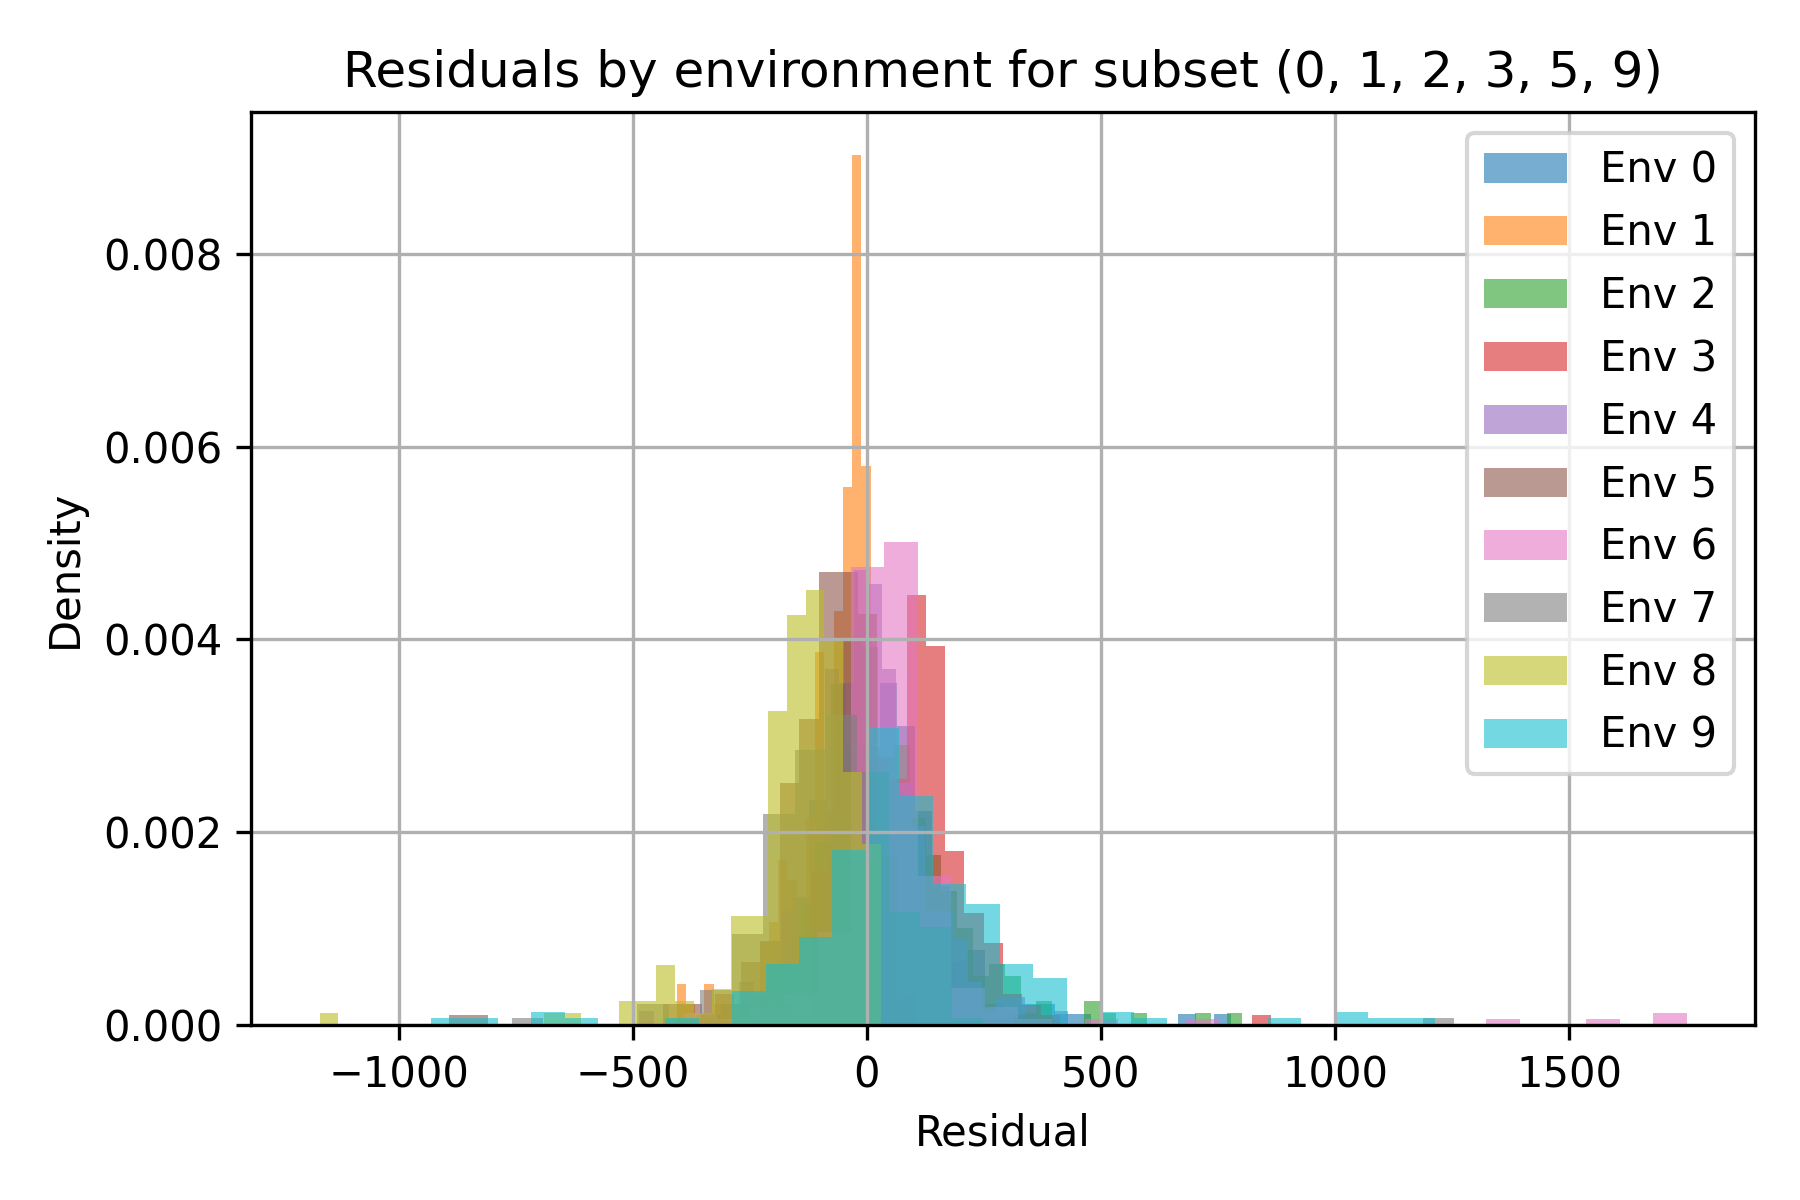 Residuals by environment for subset (0, 1, 2, 3, 5, 9)
Density
0.008
0.006
0.004
0.002
0.000
−1000
−500
0
500
1000
1500
Residual
Env 0
Env 1
Env 2
Env 3
Env 4
Env 5
Env 6
Env 7
Env 8
Env 9